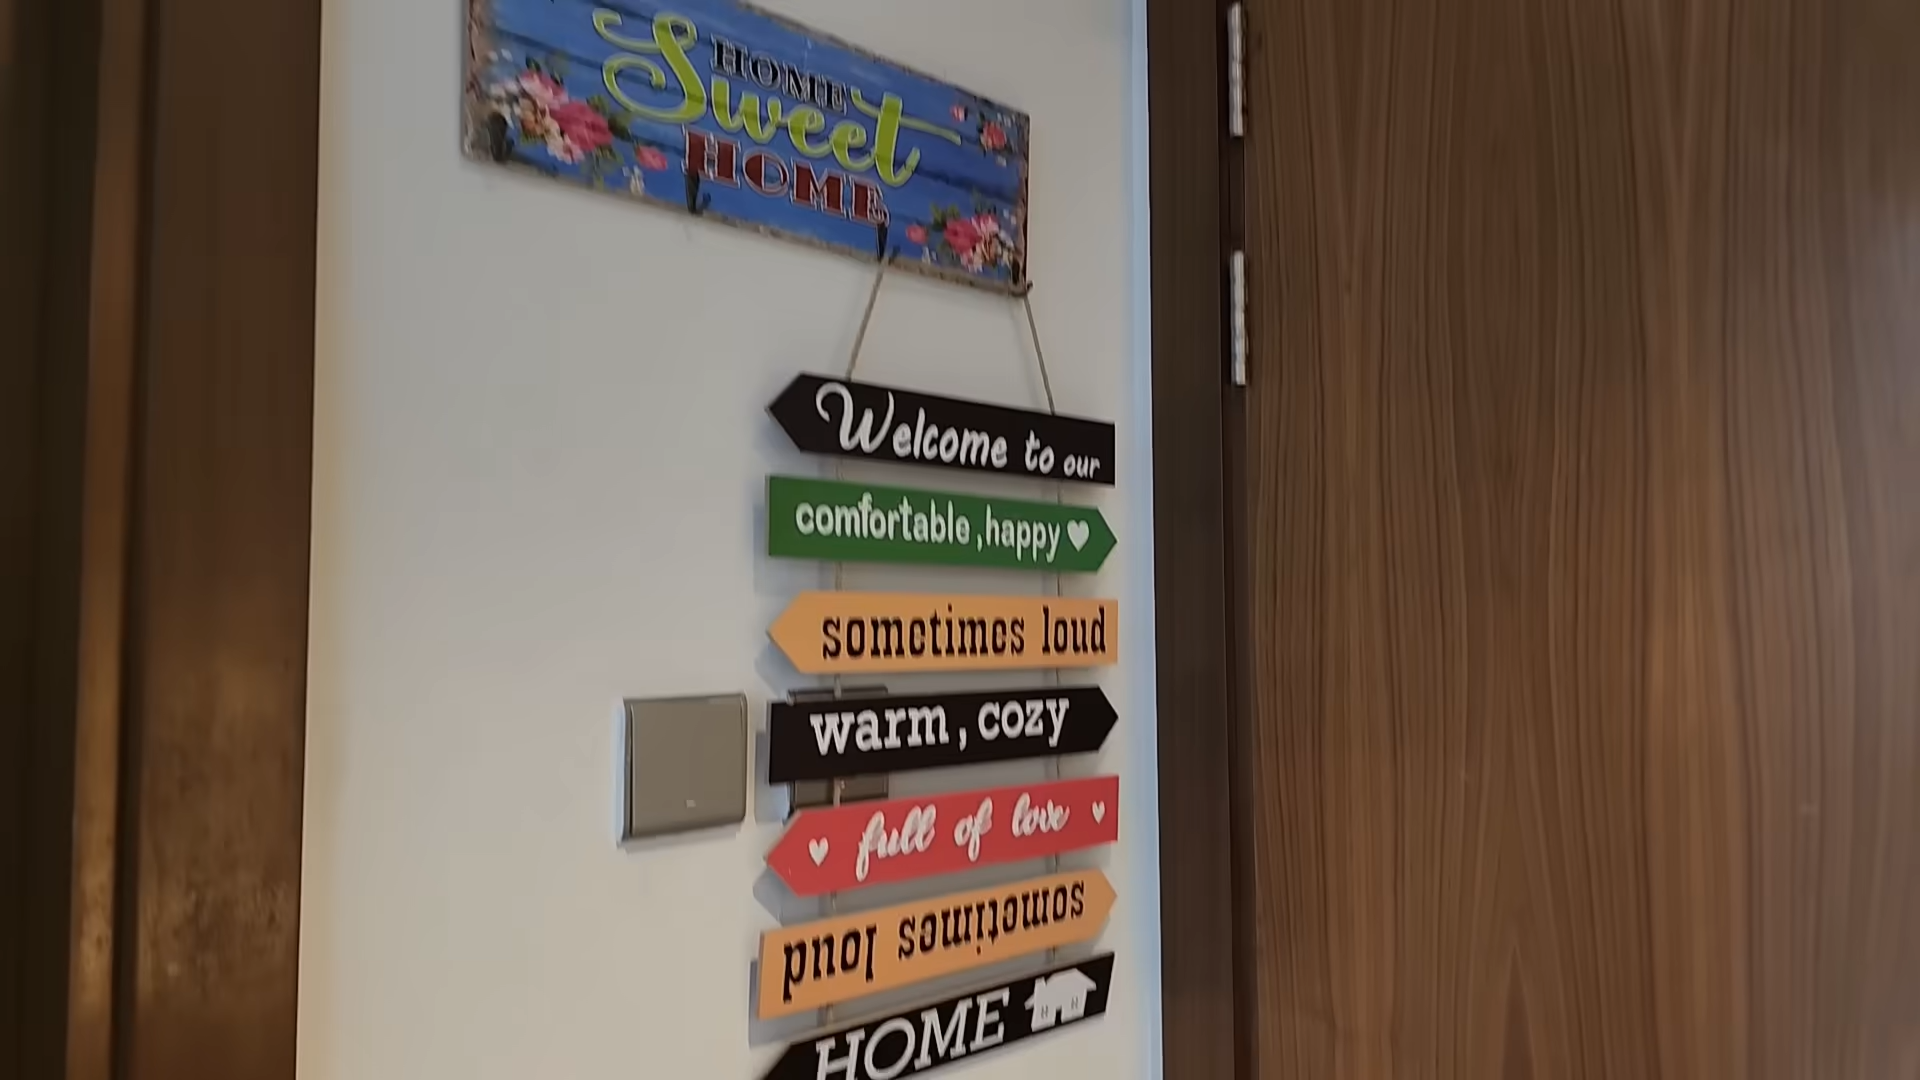 HOME
Sweet
HOME
Welcome to our
comfortable, happy
sometimes loud
warm, cozy
full of love
sometimes loud
HOME